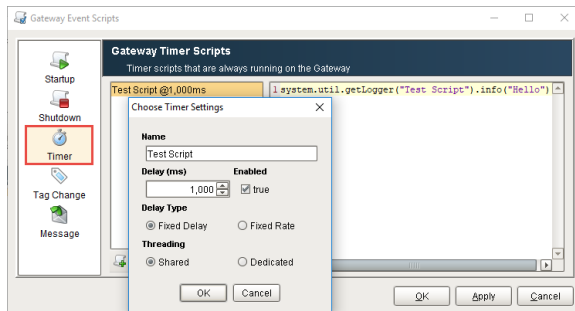 Gateway Event Scripts
Startup
Shutdown
Timer
Tag Change
Message
Gateway Timer Scripts
Timer scripts that are always running on the Gateway
Test Script @1,000ms
1 system.util.getLogger("Test Script").info("Hello")
Choose Timer Settings
Name
Test Script
Delay (ms) Enabled
1,000 true
Delay Type
Fixed Delay Fixed Rate
Threading
Shared Dedicated
OK Cancel
OK Apply Cancel